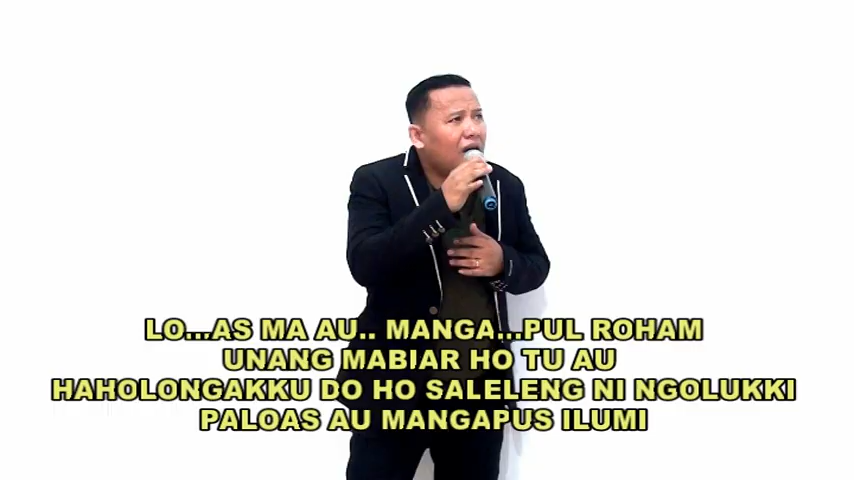 LO...AS MA AU.. MANGA...PUL ROHAM
UNANG MABIAR HO TU AU
HAHOLONGAKKU DO HO SALELENG NI NGOLUKKI
PALOAS AU MANGAPUS ILUMI